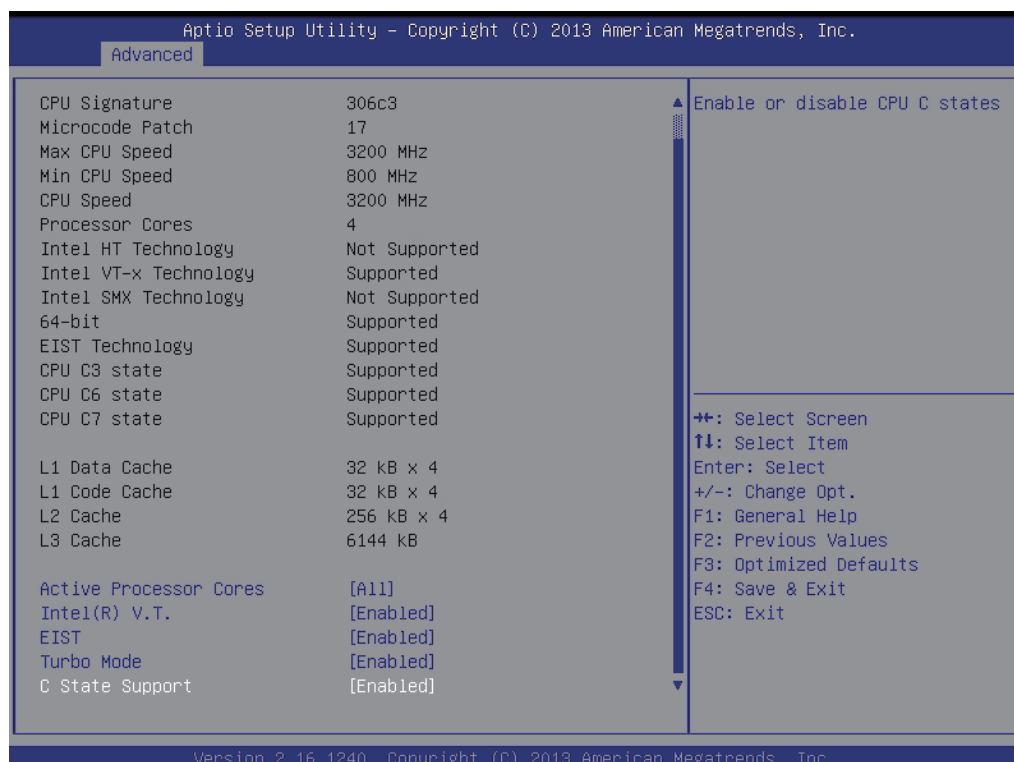 Aptio Setup Utility – Copyright (C) 2013 American Megatrends, Inc.
Advanced
CPU Signature 306c3
Microcode Patch 17
Max CPU Speed 3200 MHz
Min CPU Speed 800 MHz
CPU Speed 3200 MHz
Processor Cores 4
Intel HT Technology Not Supported
Intel VT-x Technology Supported
Intel SMX Technology Not Supported
64-bit Supported
EIST Technology Supported
CPU C3 state Supported
CPU C6 state Supported
CPU C7 state Supported
L1 Data Cache 32 kB x 4
L1 Code Cache 32 kB x 4
L2 Cache 256 kB x 4
L3 Cache 6144 kB
Active Processor Cores [All]
Intel(R) V.T. [Enabled]
EIST [Enabled]
Turbo Mode [Enabled]
C State Support [Enabled]
Enable or disable CPU C states
→←: Select Screen
↑↓: Select Item
Enter: Select
+/-: Change Opt.
F1: General Help
F2: Previous Values
F3: Optimized Defaults
F4: Save & Exit
ESC: Exit
Version 2.16.1240. Copyright (C) 2013 American Megatrends, Inc.